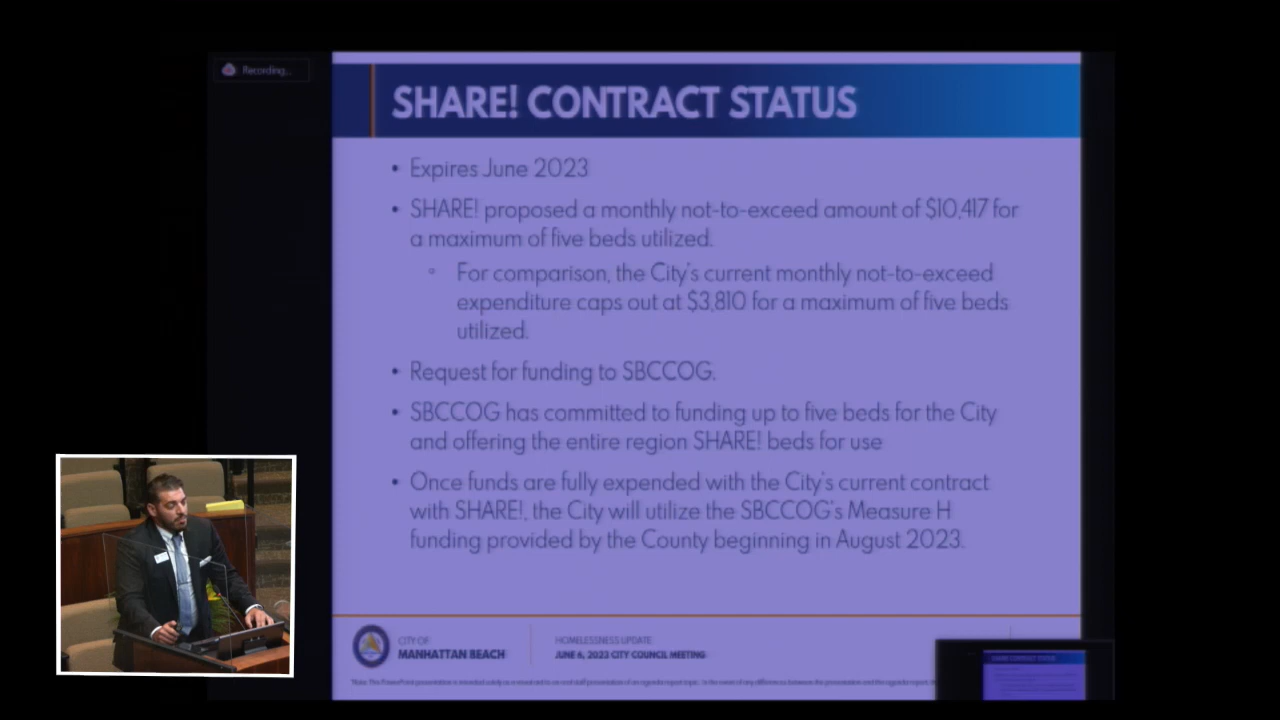 Recording...
SHARE! CONTRACT STATUS
• Expires June 2023
• SHARE! proposed a monthly not-to-exceed amount of $10,417 for
a maximum of five beds utilized.
° For comparison, the City's current monthly not-to-exceed
expenditure caps out at $3,810 for a maximum of five beds
utilized.
• Request for funding to SBCCOG.
• SBCCOG has committed to funding up to five beds for the City
and offering the entire region SHARE! beds for use
• Once funds are fully expended with the City's current contract
with SHARE!, the City will utilize the SBCCOG's Measure H
funding provided by the County beginning in August 2023.
CITY OF
MANHATTAN BEACH
HOMELESSNESS UPDATE
JUNE 6, 2023 CITY COUNCIL MEETING
SHARE! CONTRACT STATUS